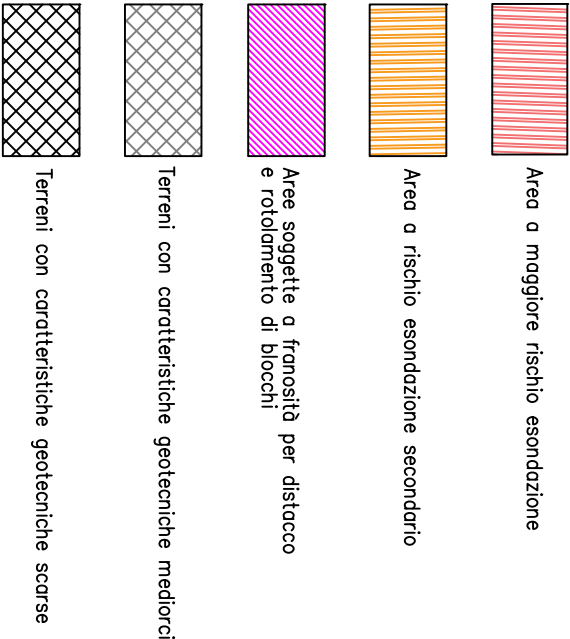 Area a maggiore rischio esondazione
Area a rischio esondazione secondario
Aree soggette a franosità per distacco
e rotolamento di blocchi
Terreni con caratteristiche geotecniche mediorci
Terreni con caratteristiche geotecniche scarse